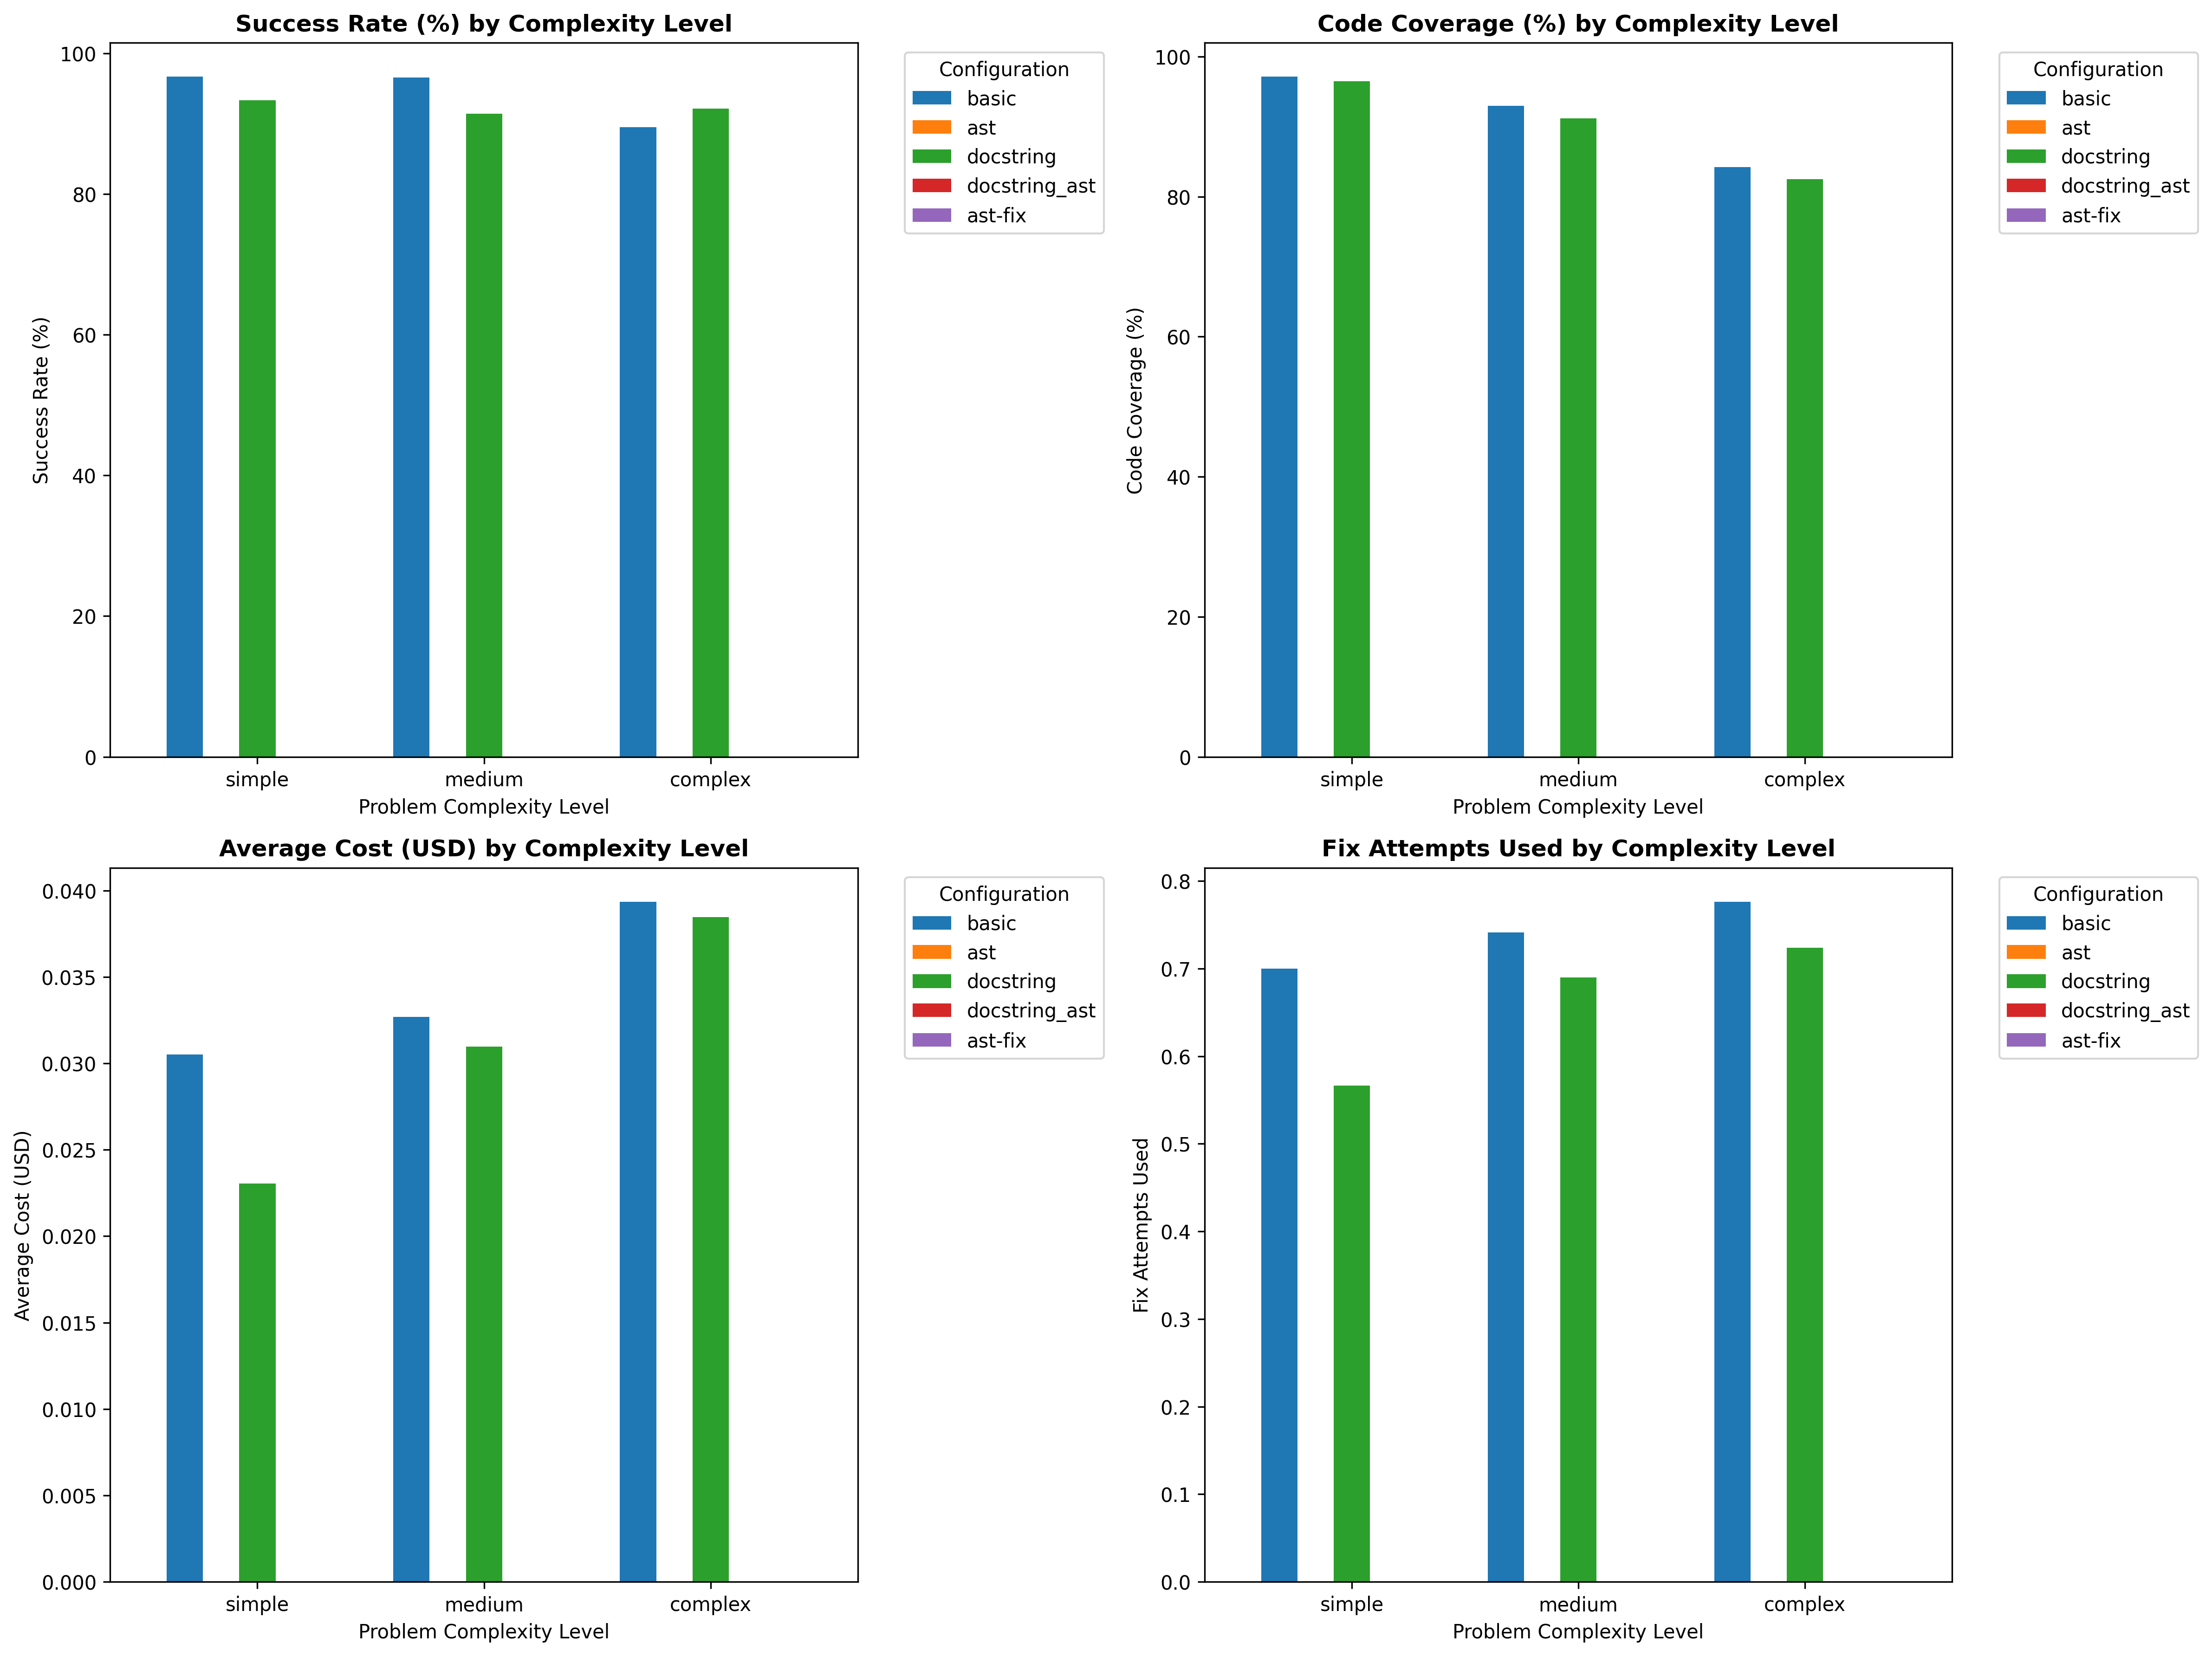 Success Rate (%) by Complexity Level
Success Rate (%)
100
80
60
40
20
0
simple medium complex
Problem Complexity Level
Configuration
basic
ast
docstring
docstring_ast
ast-fix
Code Coverage (%) by Complexity Level
Code Coverage (%)
100
80
60
40
20
0
simple medium complex
Problem Complexity Level
Configuration
basic
ast
docstring
docstring_ast
ast-fix
Average Cost (USD) by Complexity Level
Average Cost (USD)
0.040
0.035
0.030
0.025
0.020
0.015
0.010
0.005
0.000
simple medium complex
Problem Complexity Level
Configuration
basic
ast
docstring
docstring_ast
ast-fix
Fix Attempts Used by Complexity Level
Fix Attempts Used
0.8
0.7
0.6
0.5
0.4
0.3
0.2
0.1
0.0
simple medium complex
Problem Complexity Level
Configuration
basic
ast
docstring
docstring_ast
ast-fix